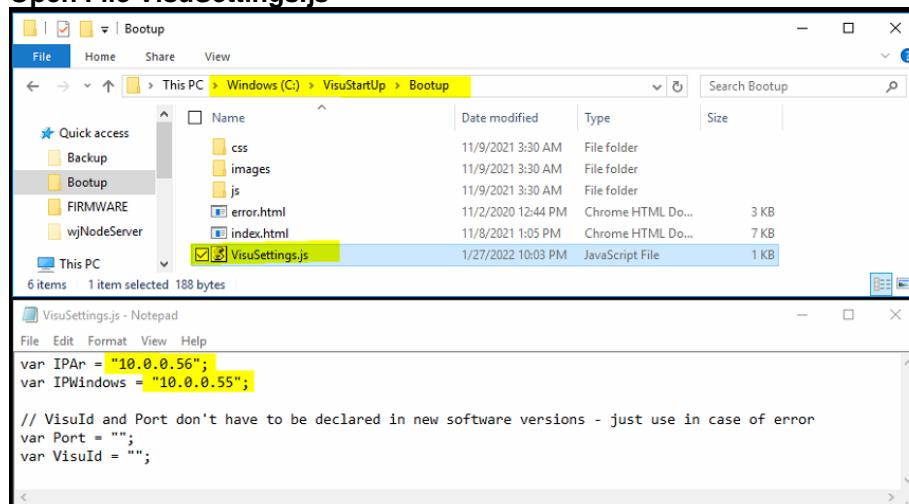 Open File VisuSettings.js
Bootup
File Home Share View
This PC > Windows (C:) > VisuStartUp > Bootup
Search Bootup
Name Date modified Type Size
Quick access
Backup
Bootup
FIRMWARE
wjNodeServer
This PC
css 11/9/2021 3:30 AM File folder
images 11/9/2021 3:30 AM File folder
js 11/9/2021 3:30 AM File folder
error.html 11/2/2020 12:44 PM Chrome HTML Do... 3 KB
index.html 11/8/2021 1:05 PM Chrome HTML Do... 7 KB
VisuSettings.js 1/27/2022 10:03 PM JavaScript File 1 KB
6 items 1 item selected 188 bytes
VisuSettings.js - Notepad
File Edit Format View Help
var IPAr = "10.0.0.56";
var IPWindows = "10.0.0.55";
// VisuId and Port don't have to be declared in new software versions - just use in case of error
var Port = "";
var VisuId = "";